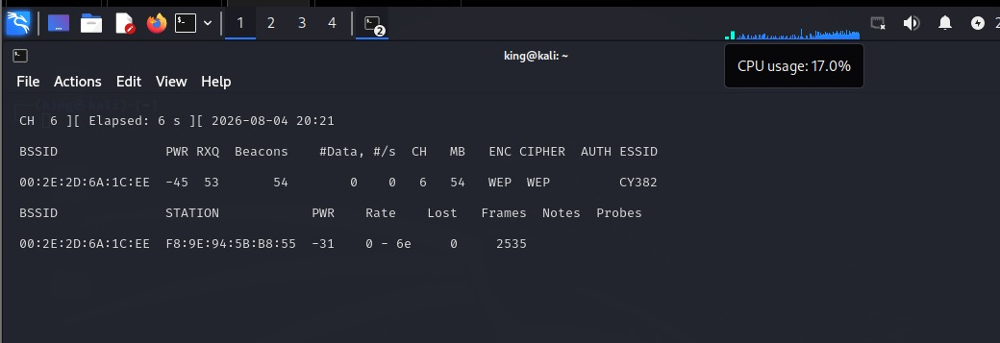 1 2 3 4
2
2
king@kali: ~
CPU usage: 17.0%
File Actions Edit View Help
CH 6 ][ Elapsed: 6 s ][ 2026-08-04 20:21
BSSID PWR RXQ Beacons #Data, #/s CH MB ENC CIPHER AUTH ESSID
00:2E:2D:6A:1C:EE -45 53 54 0 0 6 54 WEP WEP CY382
BSSID STATION PWR Rate Lost Frames Notes Probes
00:2E:2D:6A:1C:EE F8:9E:94:5B:B8:55 -31 0 - 6e 0 2535